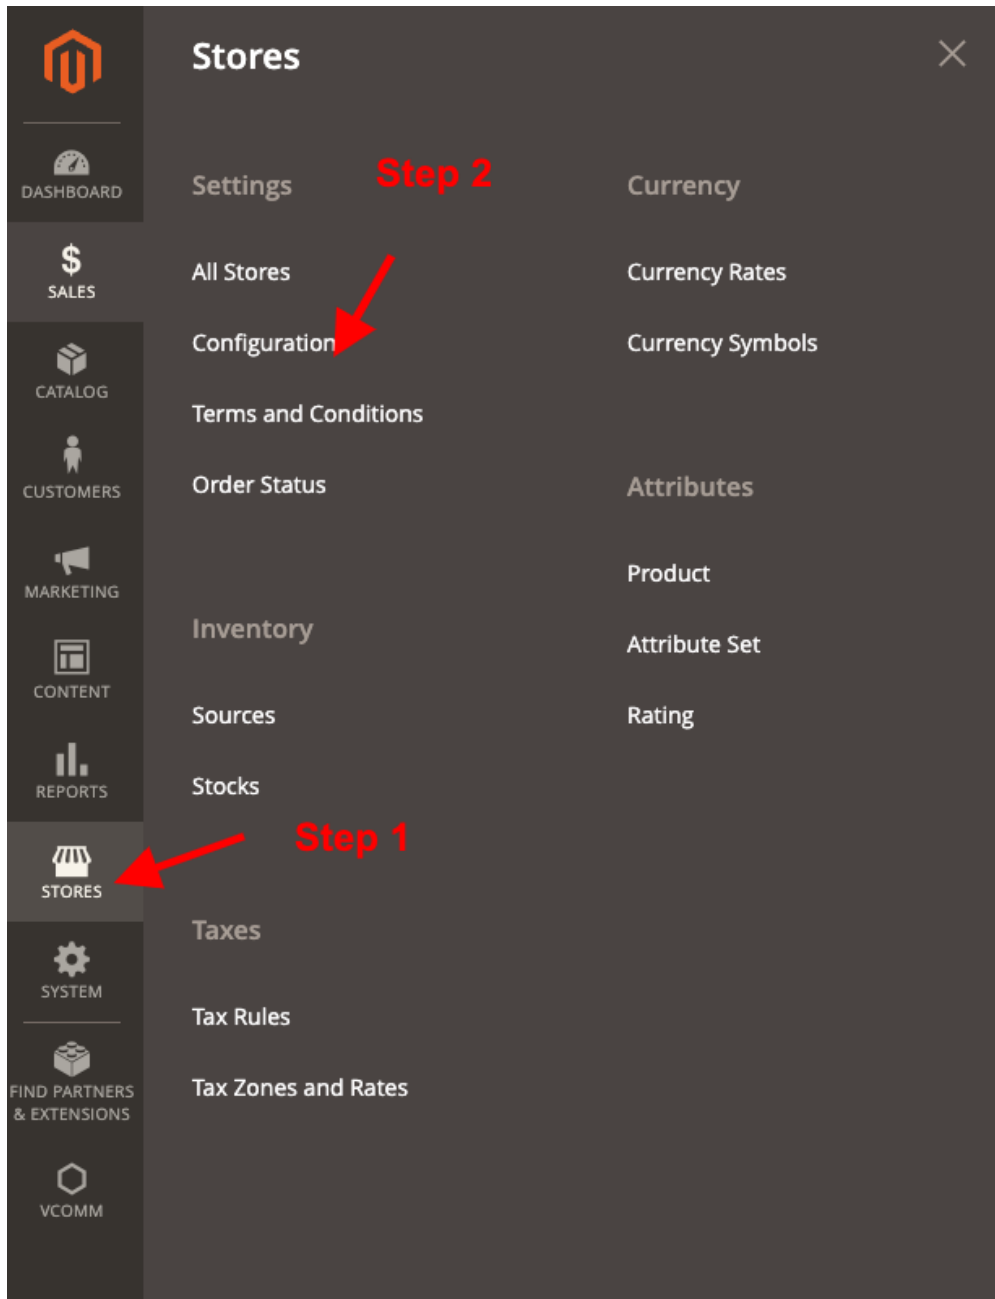 Stores
DASHBOARD
SALES
CATALOG
CUSTOMERS
MARKETING
CONTENT
REPORTS
STORES
SYSTEM
FIND PARTNERS
& EXTENSIONS
VCOMM
Settings
Step 2
All Stores
Configuration
Terms and Conditions
Order Status
Inventory
Sources
Stocks
Step 1
Taxes
Tax Rules
Tax Zones and Rates
Currency
Currency Rates
Currency Symbols
Attributes
Product
Attribute Set
Rating